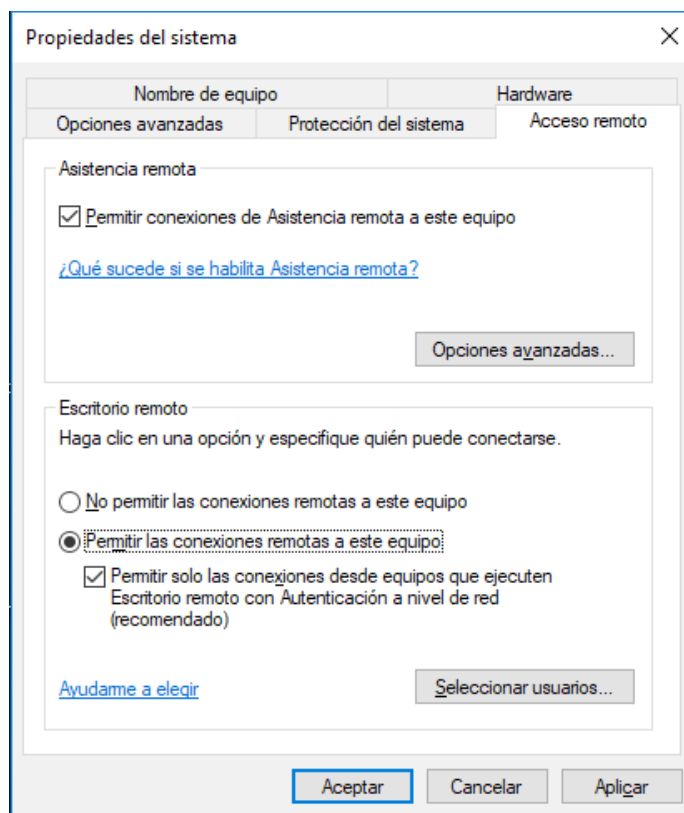 Propiedades del sistema
Nombre de equipo
Hardware
Opciones avanzadas
Protección del sistema
Acceso remoto
Asistencia remota
Permitir conexiones de Asistencia remota a este equipo
¿Qué sucede si se habilita Asistencia remota?
Opciones avanzadas...
Escritorio remoto
Haga clic en una opción y especifique quién puede conectarse.
No permitir las conexiones remotas a este equipo
Permitir las conexiones remotas a este equipo
Permitir solo las conexiones desde equipos que ejecuten
Escritorio remoto con Autenticación a nivel de red
(recomendado)
Ayudarme a elegir
Seleccionar usuarios...
Aceptar
Cancelar
Aplicar